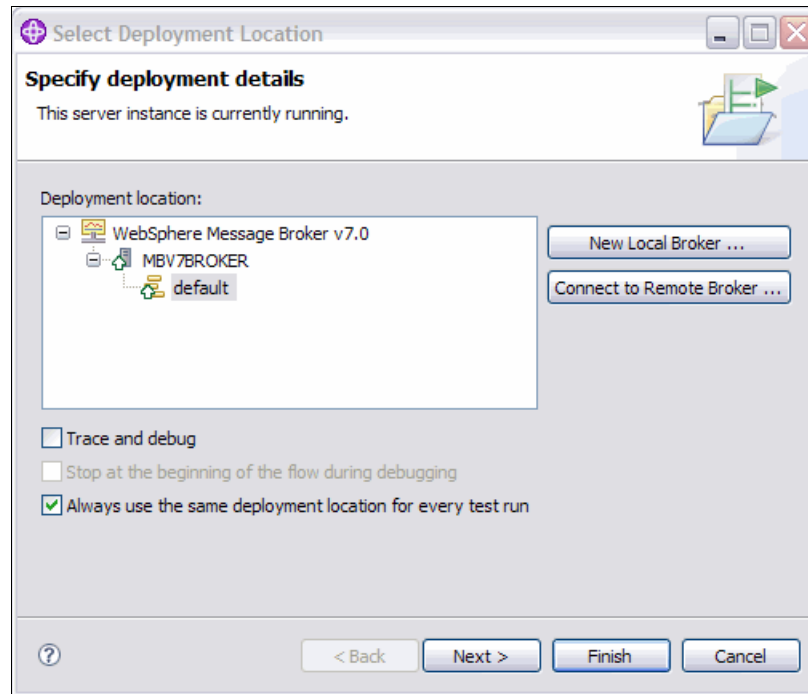 Select Deployment Location
Specify deployment details
This server instance is currently running.
Deployment location:
WebSphere Message Broker v7.0
MBV7BROKER
default
New Local Broker ...
Connect to Remote Broker ...
Trace and debug
Stop at the beginning of the flow during debugging
Always use the same deployment location for every test run
?
< Back
Next >
Finish
Cancel